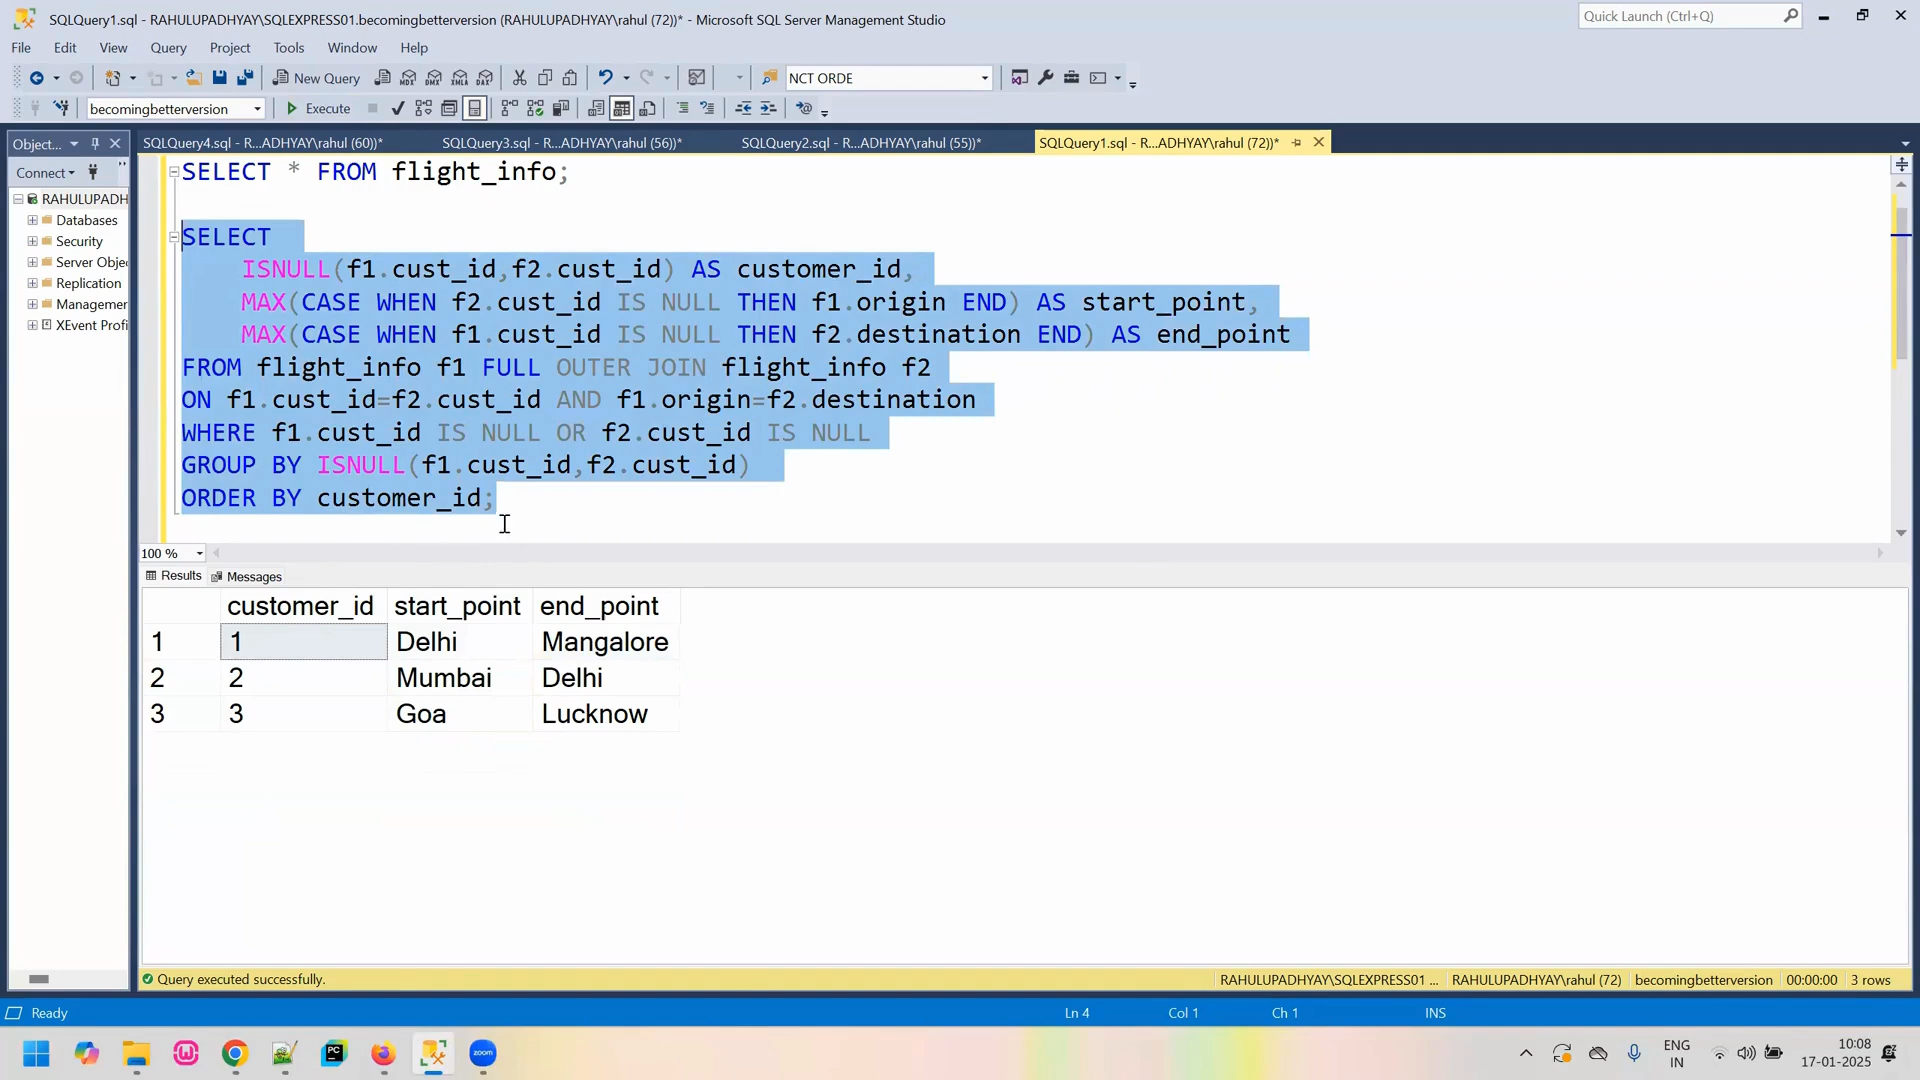 SQLQuery1.sql - RAHULUPADHYAY\SQLEXPRESS01.becomingbetterversion (RAHULUPADHYAY\rahul (72))* - Microsoft SQL Server Management Studio
Quick Launch (Ctrl+Q)
File Edit View Query Project Tools Window Help
New Query
MDX DMX XMLA DAX
NCT ORDE
becomingbetterversion
Execute
Object...
SQLQuery4.sql - R...ADHYAY\rahul (60))*
SQLQuery3.sql - R...ADHYAY\rahul (56))*
SQLQuery2.sql - R...ADHYAY\rahul (55))*
SQLQuery1.sql - R...ADHYAY\rahul (72))*
Connect
RAHULUPADH
Databases
Security
Server Obje
Replication
Managemer
XEvent Profi
SELECT * FROM flight_info;
SELECT
ISNULL(f1.cust_id,f2.cust_id) AS customer_id,
MAX(CASE WHEN f2.cust_id IS NULL THEN f1.origin END) AS start_point,
MAX(CASE WHEN f1.cust_id IS NULL THEN f2.destination END) AS end_point
FROM flight_info f1 FULL OUTER JOIN flight_info f2
ON f1.cust_id=f2.cust_id AND f1.origin=f2.destination
WHERE f1.cust_id IS NULL OR f2.cust_id IS NULL
GROUP BY ISNULL(f1.cust_id,f2.cust_id)
ORDER BY customer_id;
100 %
Results Messages
customer_id start_point end_point
1 1 Delhi Mangalore
2 2 Mumbai Delhi
3 3 Goa Lucknow
Query executed successfully.
RAHULUPADHYAY\SQLEXPRESS01 ... RAHULUPADHYAY\rahul (72) becomingbetterversion 00:00:00 3 rows
Ready
Ln 4 Col 1 Ch 1 INS
PC
zoom
ENG
IN
10:08
17-01-2025